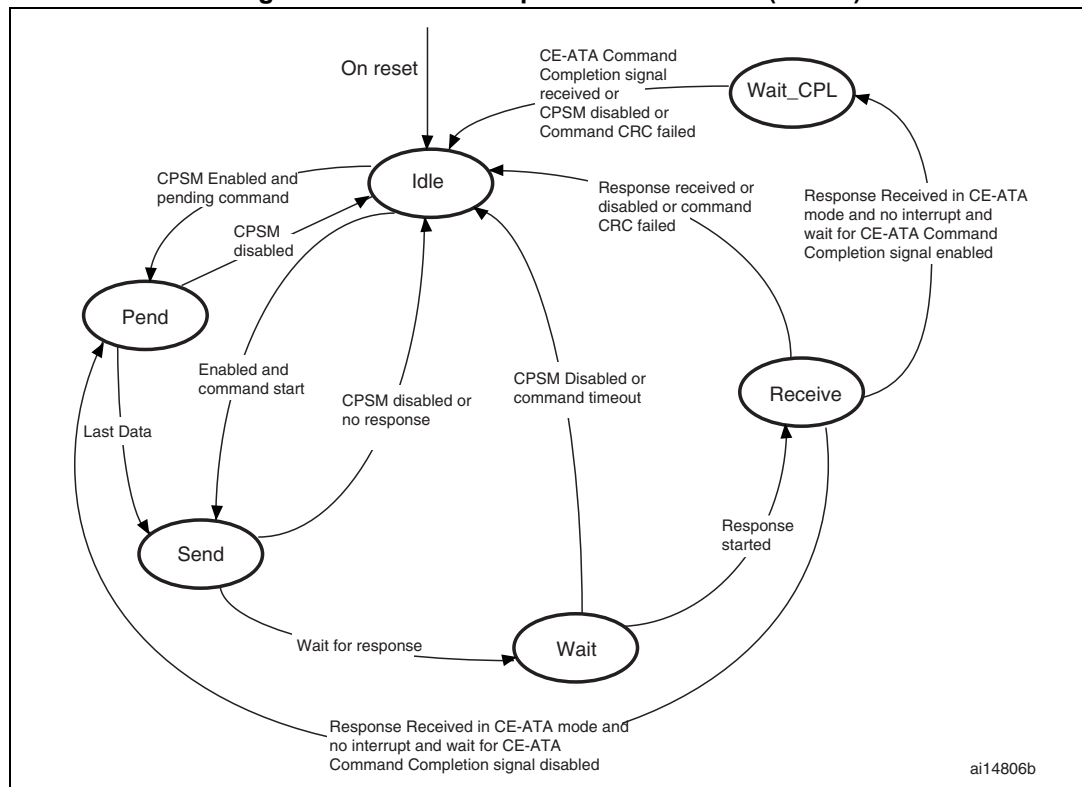 On reset
CE-ATA Command
Completion signal
received or
CPSM disabled or
Command CRC failed
Wait_CPL
Idle
CPSM Enabled and
pending command
CPSM
disabled
Response received or
disabled or command
CRC failed
Response Received in CE-ATA
mode and no interrupt and
wait for CE-ATA Command
Completion signal enabled
Pend
Enabled and
command start
CPSM disabled or
no response
CPSM Disabled or
command timeout
Receive
Last Data
Send
Response
started
Wait for response
Wait
Response Received in CE-ATA mode and
no interrupt and wait for CE-ATA
Command Completion signal disabled
ai14806b